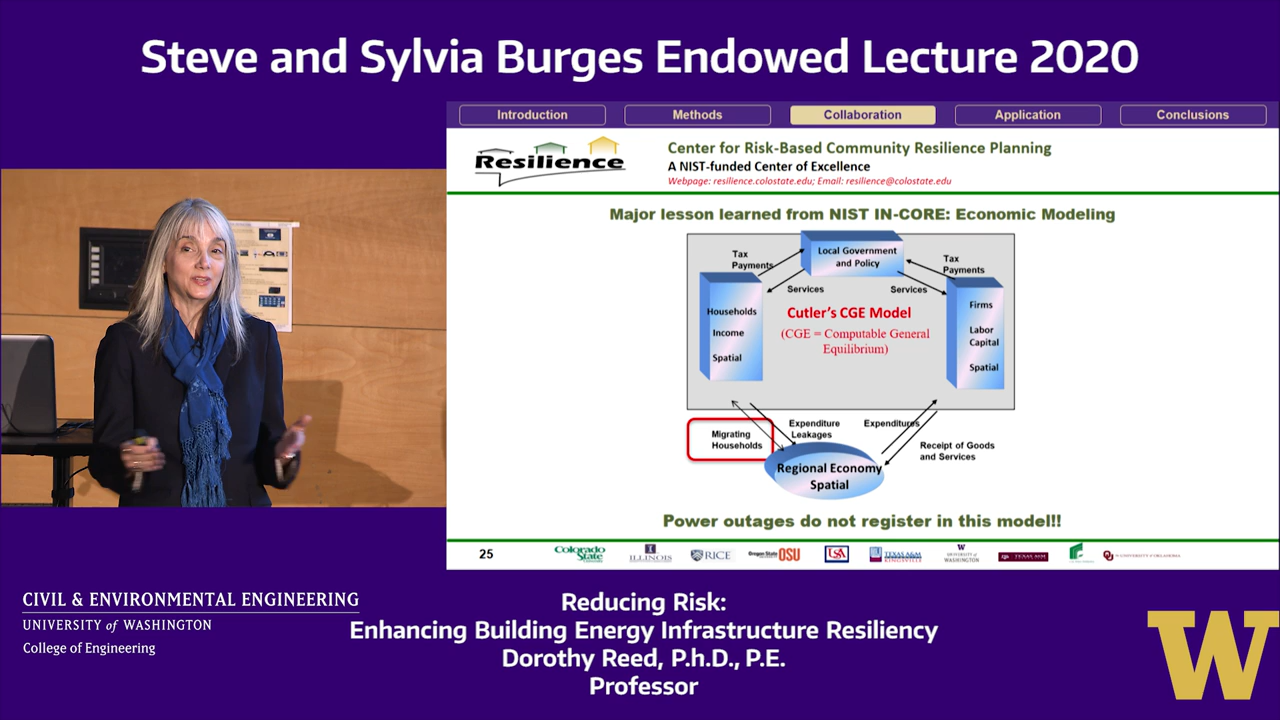 Steve and Sylvia Burges Endowed Lecture 2020
Introduction
Methods
Collaboration
Application
Conclusions
Resilience
Center for Risk-Based Community Resilience Planning
A NIST-funded Center of Excellence
Webpage: resilience.colostate.edu; Email: resilience@colostate.edu
Major lesson learned from NIST IN-CORE: Economic Modeling
Local Government
and Policy
Tax
Payments
Tax
Payments
Services
Services
Households
Income
Spatial
Cutler's CGE Model
(CGE = Computable General
Equilibrium)
Firms
Labor
Capital
Spatial
Migrating
Households
Expenditure
Leakages
Expenditures
Receipt of Goods
and Services
Regional Economy
Spatial
Power outages do not register in this model!!
25
Colorado
State
ILLINOIS
RICE
Oregon State
OSU
TEXAS A&M
KINGSVILLE
W
UNIVERSITY of
WASHINGTON
TEXAS A&M
CIVIL & ENVIRONMENTAL ENGINEERING
UNIVERSITY of WASHINGTON
College of Engineering
Reducing Risk:
Enhancing Building Energy Infrastructure Resiliency
Dorothy Reed, P.h.D., P.E.
Professor
W